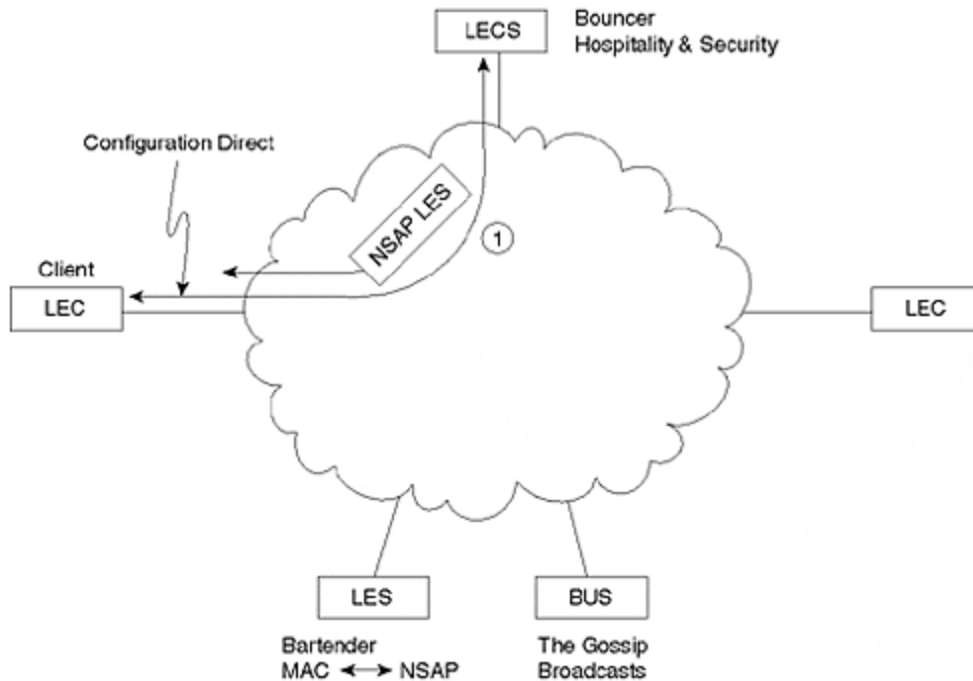 LECS
Bouncer
Hospitality & Security
Configuration Direct
NSAP LES
1
Client
LEC
LEC
LES
BUS
Bartender
MAC ↔ NSAP
The Gossip
Broadcasts